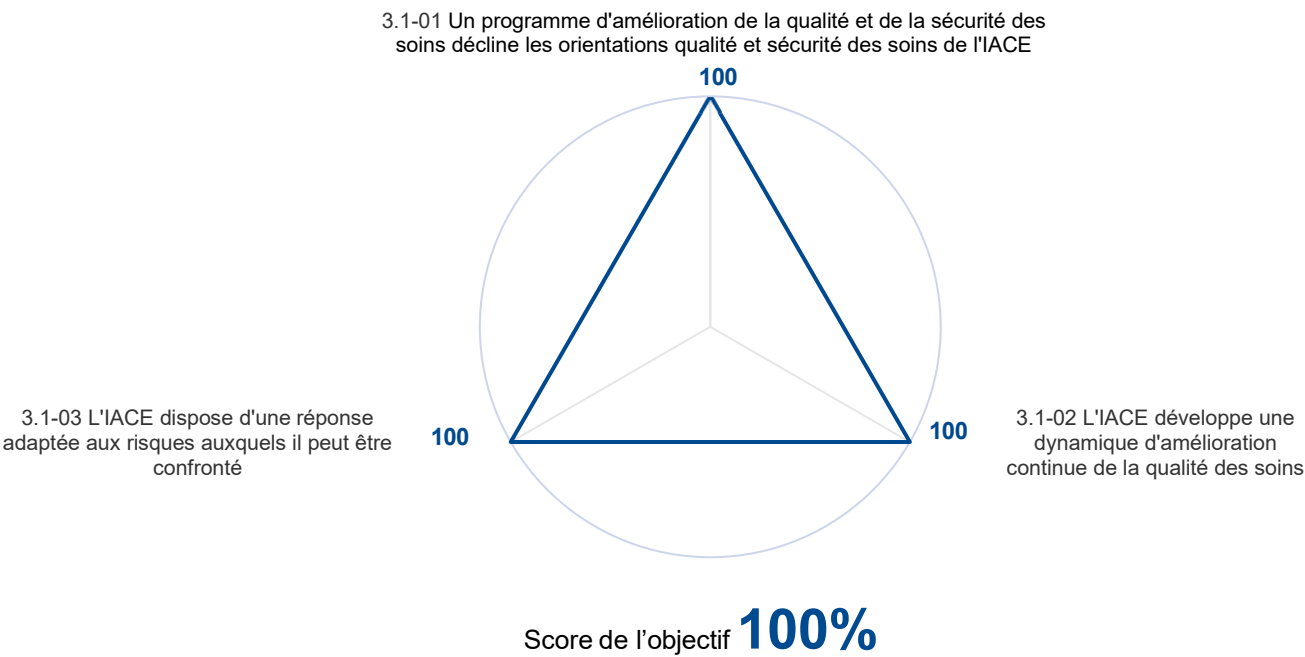 3.1-01 Un programme d'amélioration de la qualité et de la sécurité des
soins décline les orientations qualité et sécurité des soins de l'IACE
100
3.1-03 L'IACE dispose d'une réponse
adaptée aux risques auxquels il peut être
confronté
100
100
3.1-02 L'IACE développe une
dynamique d'amélioration
continue de la qualité des soins
Score de l’objectif 100%